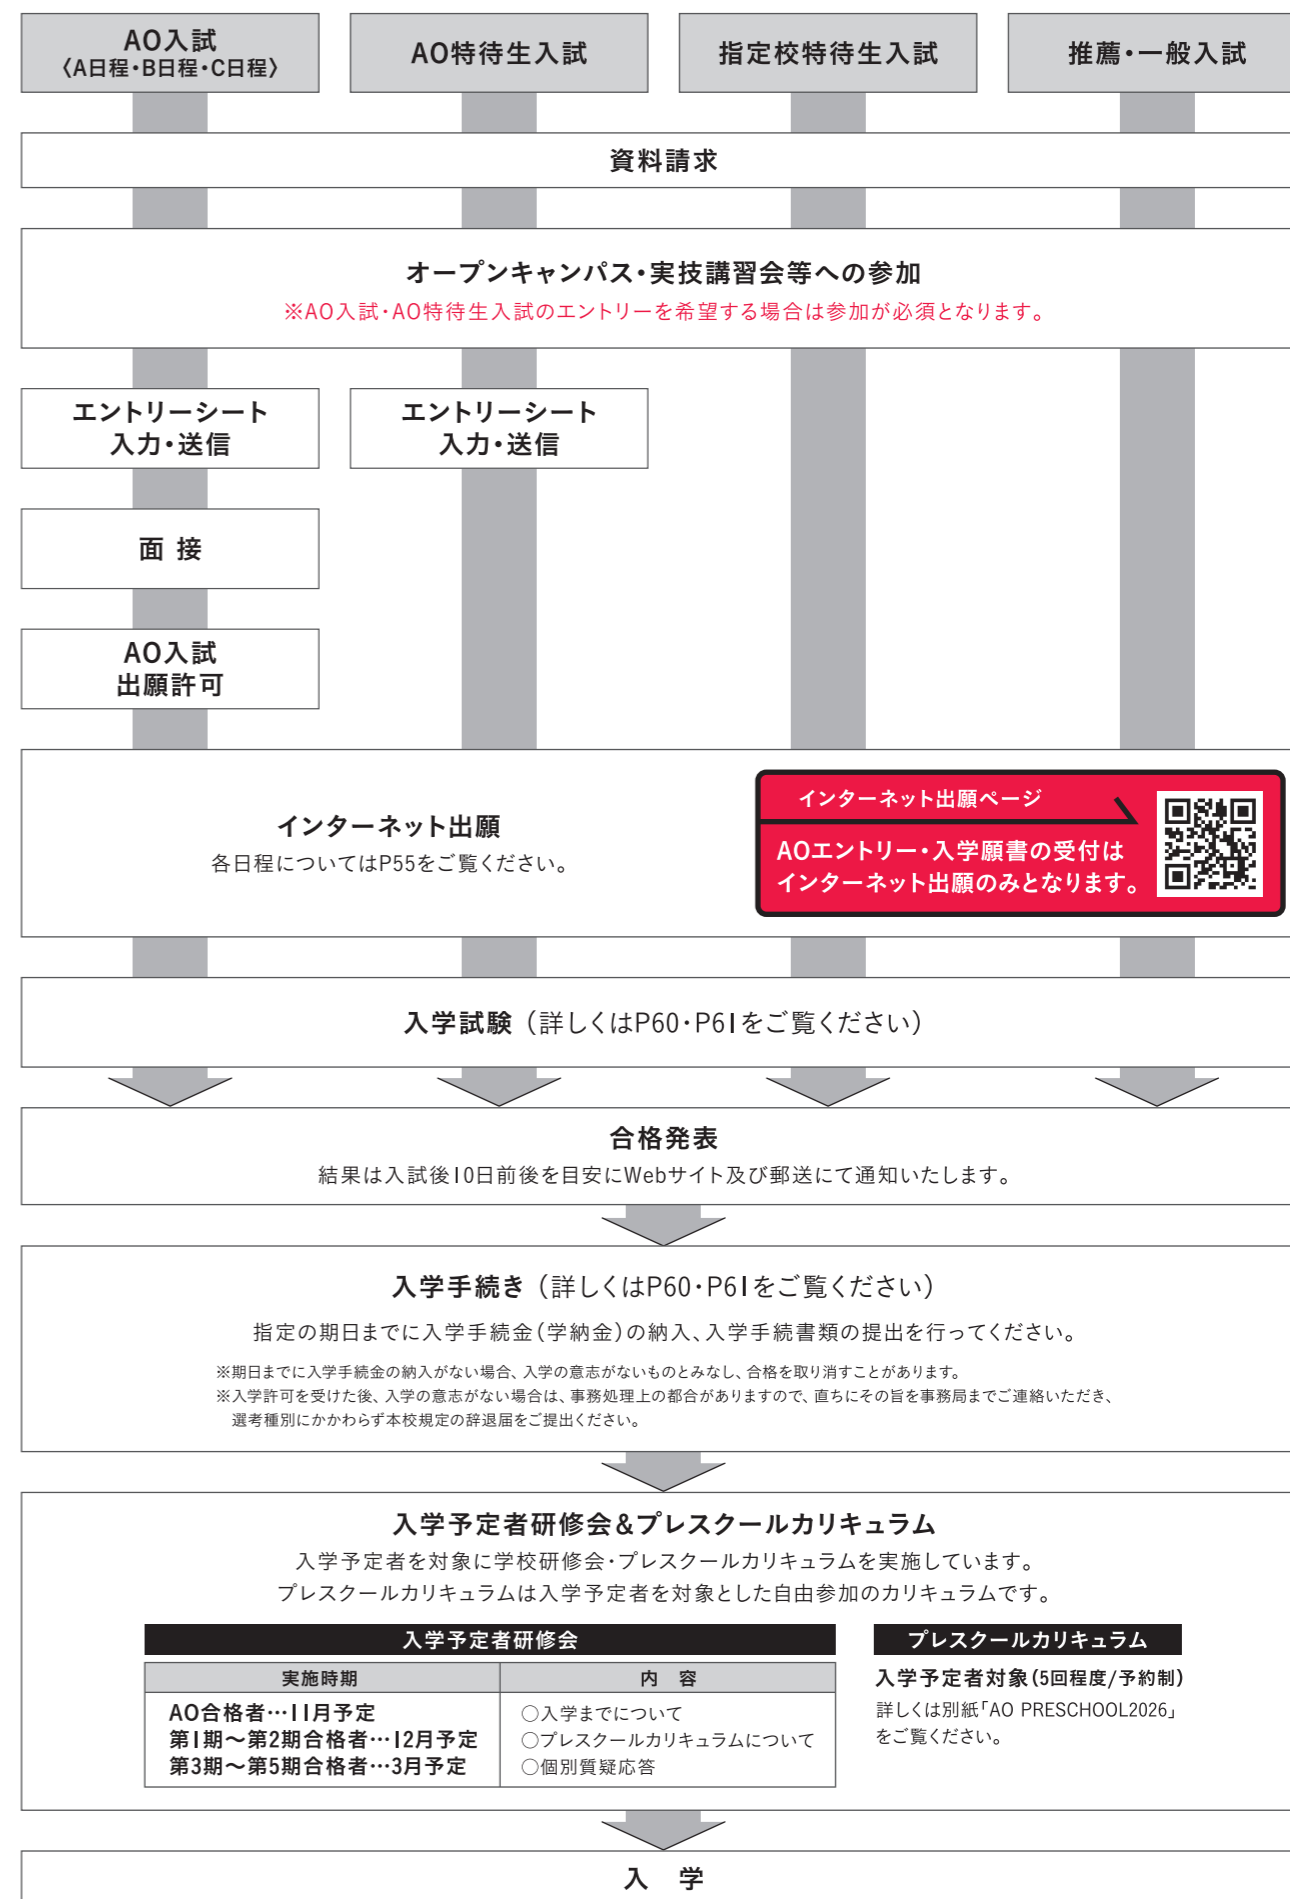 AO入試
〈A日程・B日程・C日程〉
AO特待生入試
指定校特待生入試
推薦・一般入試
資料請求
オープンキャンパス・実技講習会等への参加
※AO入試・AO特待生入試のエントリーを希望する場合は参加が必須となります。
エントリーシート
入力・送信
エントリーシート
入力・送信
面 接
AO入試
出願許可
インターネット出願
各日程についてはP55をご覧ください。
インターネット出願ページ
AOエントリー・入学願書の受付は
インターネット出願のみとなります。
入学試験（詳しくはP60・P61をご覧ください）
合格発表
結果は入試後10日前後を目安にWebサイト及び郵送にて通知いたします。
入学手続き（詳しくはP60・P61をご覧ください）
指定の期日までに入学手続金（学納金）の納入、入学手続書類の提出を行ってください。
※期日までに入学手続金の納入がない場合、入学の意志がないものとみなし、合格を取り消すことがあります。
※入学許可を受けた後、入学の意志がない場合は、事務処理上の都合がありますので、直ちにその旨を事務局までご連絡いただき、
選考種別にかかわらず本校規定の辞退届をご提出ください。
入学予定者研修会&プレスクールカリキュラム
入学予定者を対象に学校研修会・プレスクールカリキュラムを実施しています。
プレスクールカリキュラムは入学予定者を対象とした自由参加のカリキュラムです。
入学予定者研修会
実施時期
内 容
AO合格者…11月予定
第1期～第2期合格者…12月予定
第3期～第5期合格者…3月予定
○入学までについて
○プレスクールカリキュラムについて
○個別質疑応答
プレスクールカリキュラム
入学予定者対象（5回程度/予約制）
詳しくは別紙「AO PRESCHOOL2026」
をご覧ください。
入 学